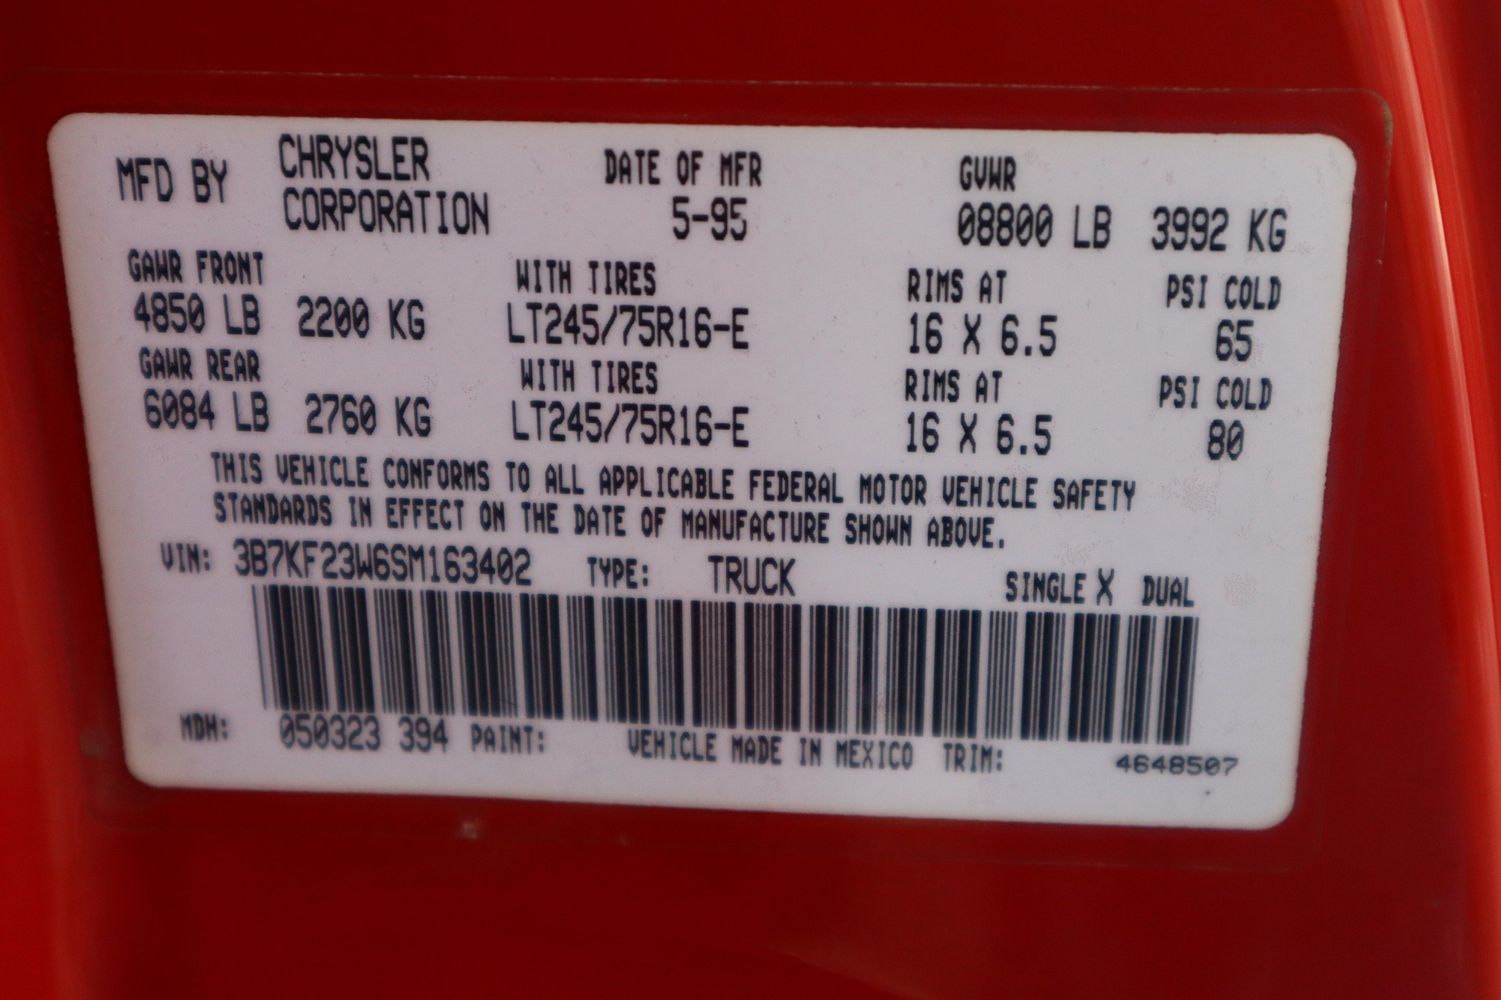 MFD BY CHRYSLER CORPORATION DATE OF MFR 5-95 GVWR 08800 LB 3992 KG
GAWR FRONT WITH TIRES RIMS AT PSI COLD
4850 LB 2200 KG LT245/75R16-E 16 X 6.5 65
GAWR REAR WITH TIRES RIMS AT PSI COLD
6084 LB 2760 KG LT245/75R16-E 16 X 6.5 80
THIS VEHICLE CONFORMS TO ALL APPLICABLE FEDERAL MOTOR VEHICLE SAFETY
STANDARDS IN EFFECT ON THE DATE OF MANUFACTURE SHOWN ABOVE.
VIN: 3B7KF23W6SM163402 TYPE: TRUCK SINGLE X DUAL
MDH: 050323 394 PAINT: VEHICLE MADE IN MEXICO TRIM: 4648507